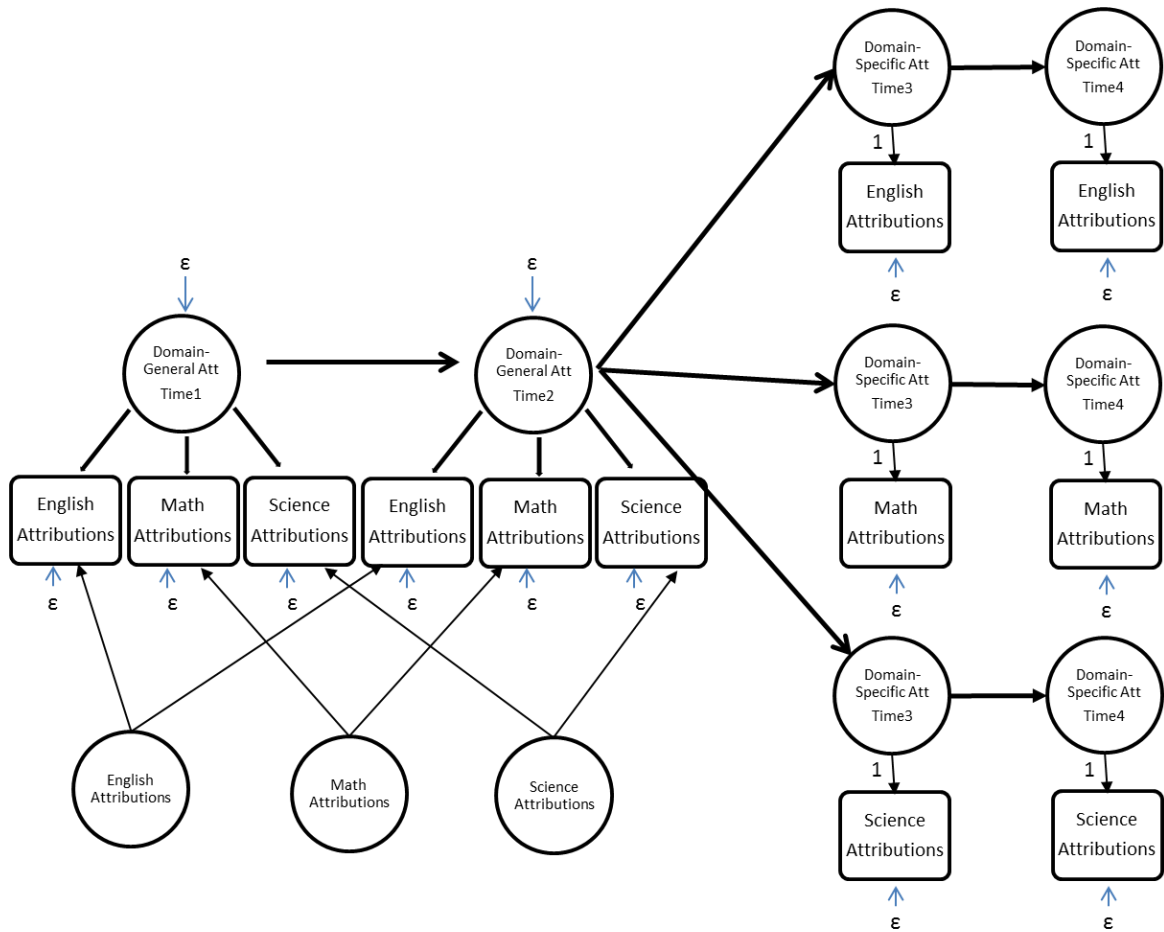 Domain-
Specific Att
Time3
Domain-
Specific Att
Time4
1
1
English
Attributions
English
Attributions
ε
ε
ε
ε
Domain-
General Att
Time1
Domain-
General Att
Time2
Domain-
Specific Att
Time3
Domain-
Specific Att
Time4
1
1
English
Attributions
Math
Attributions
Science
Attributions
English
Attributions
Math
Attributions
Science
Attributions
Math
Attributions
Math
Attributions
ε
ε
ε
ε
ε
ε
ε
ε
Domain-
Specific Att
Time3
Domain-
Specific Att
Time4
1
1
English
Attributions
Math
Attributions
Science
Attributions
Science
Attributions
Science
Attributions
ε
ε